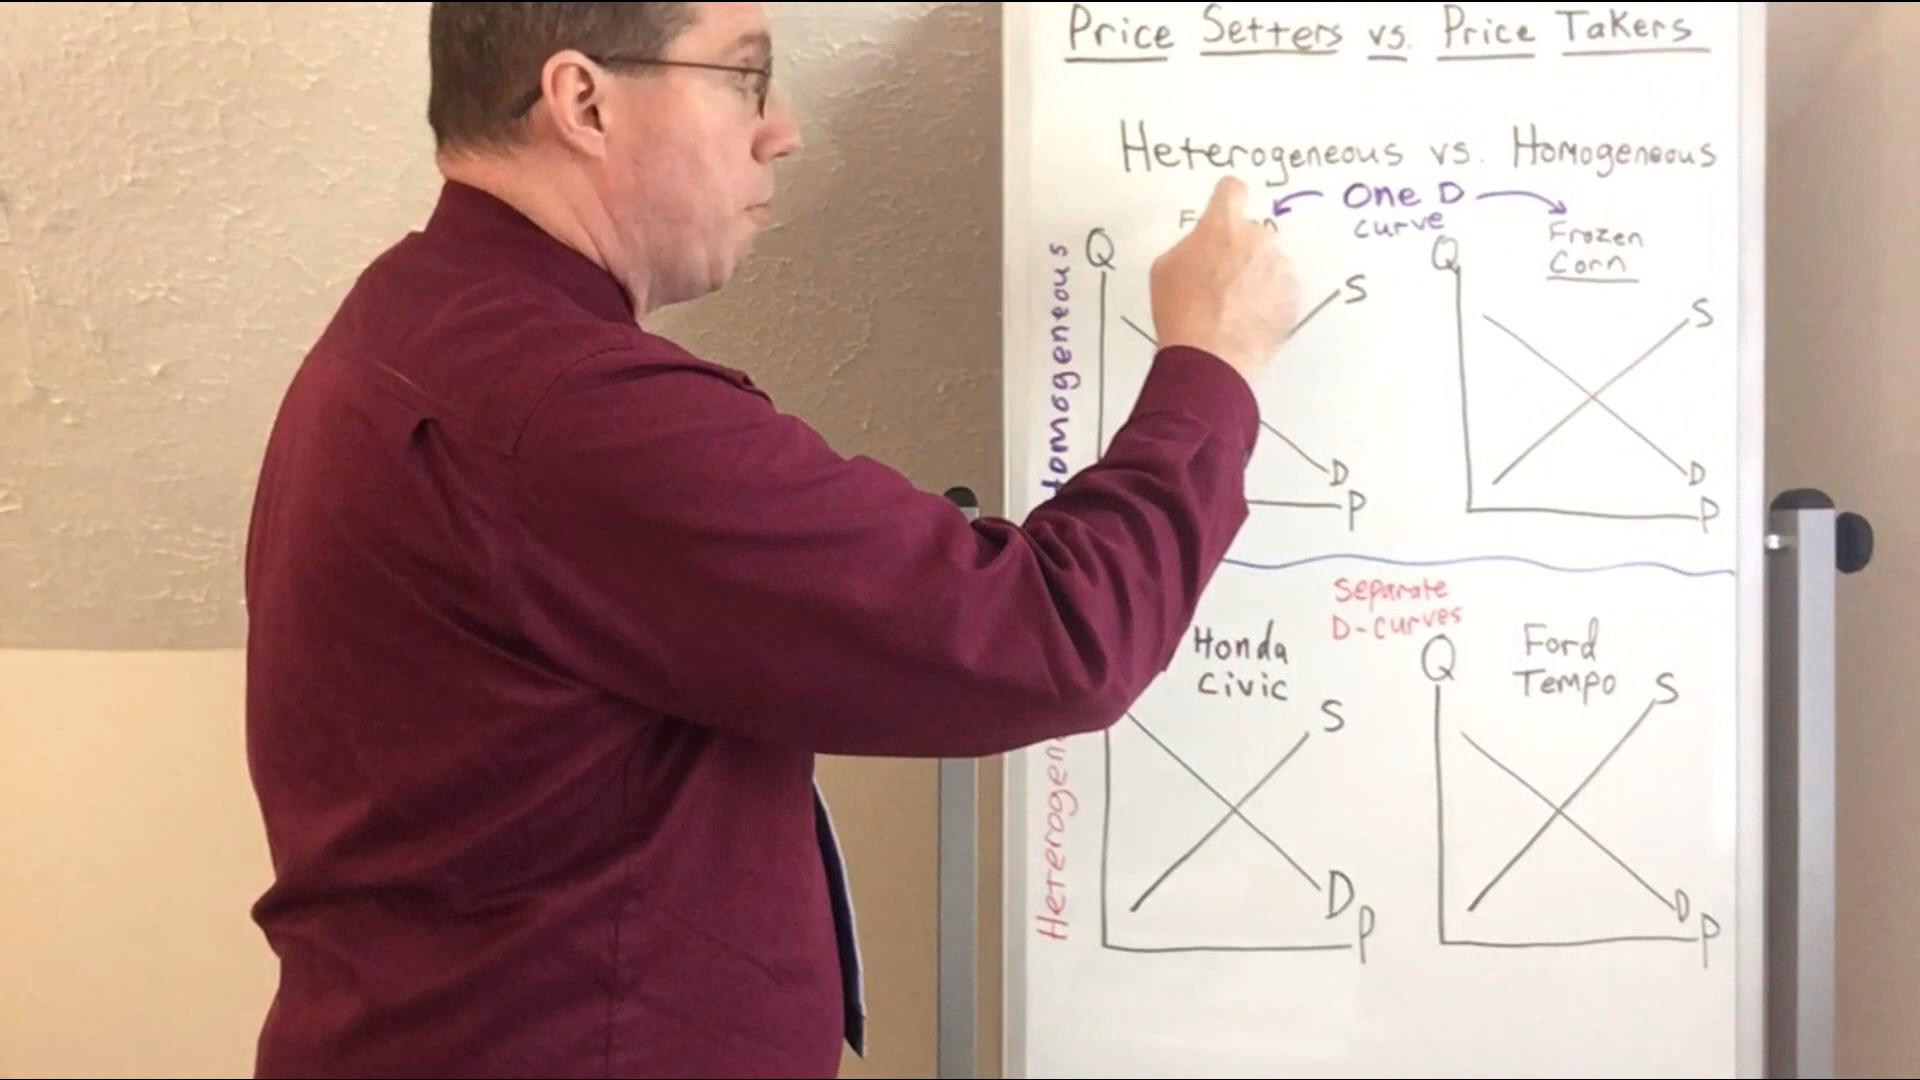 Price Setters vs. Price Takers
Heterogeneous vs. Homogeneous
One D
curve
Homogeneous
Q
S
D
P
Frozen
Corn
Q
S
D
P
Separate
D-curves
Honda
Civic
S
D
P
Ford
Tempo
Q
S
D
P